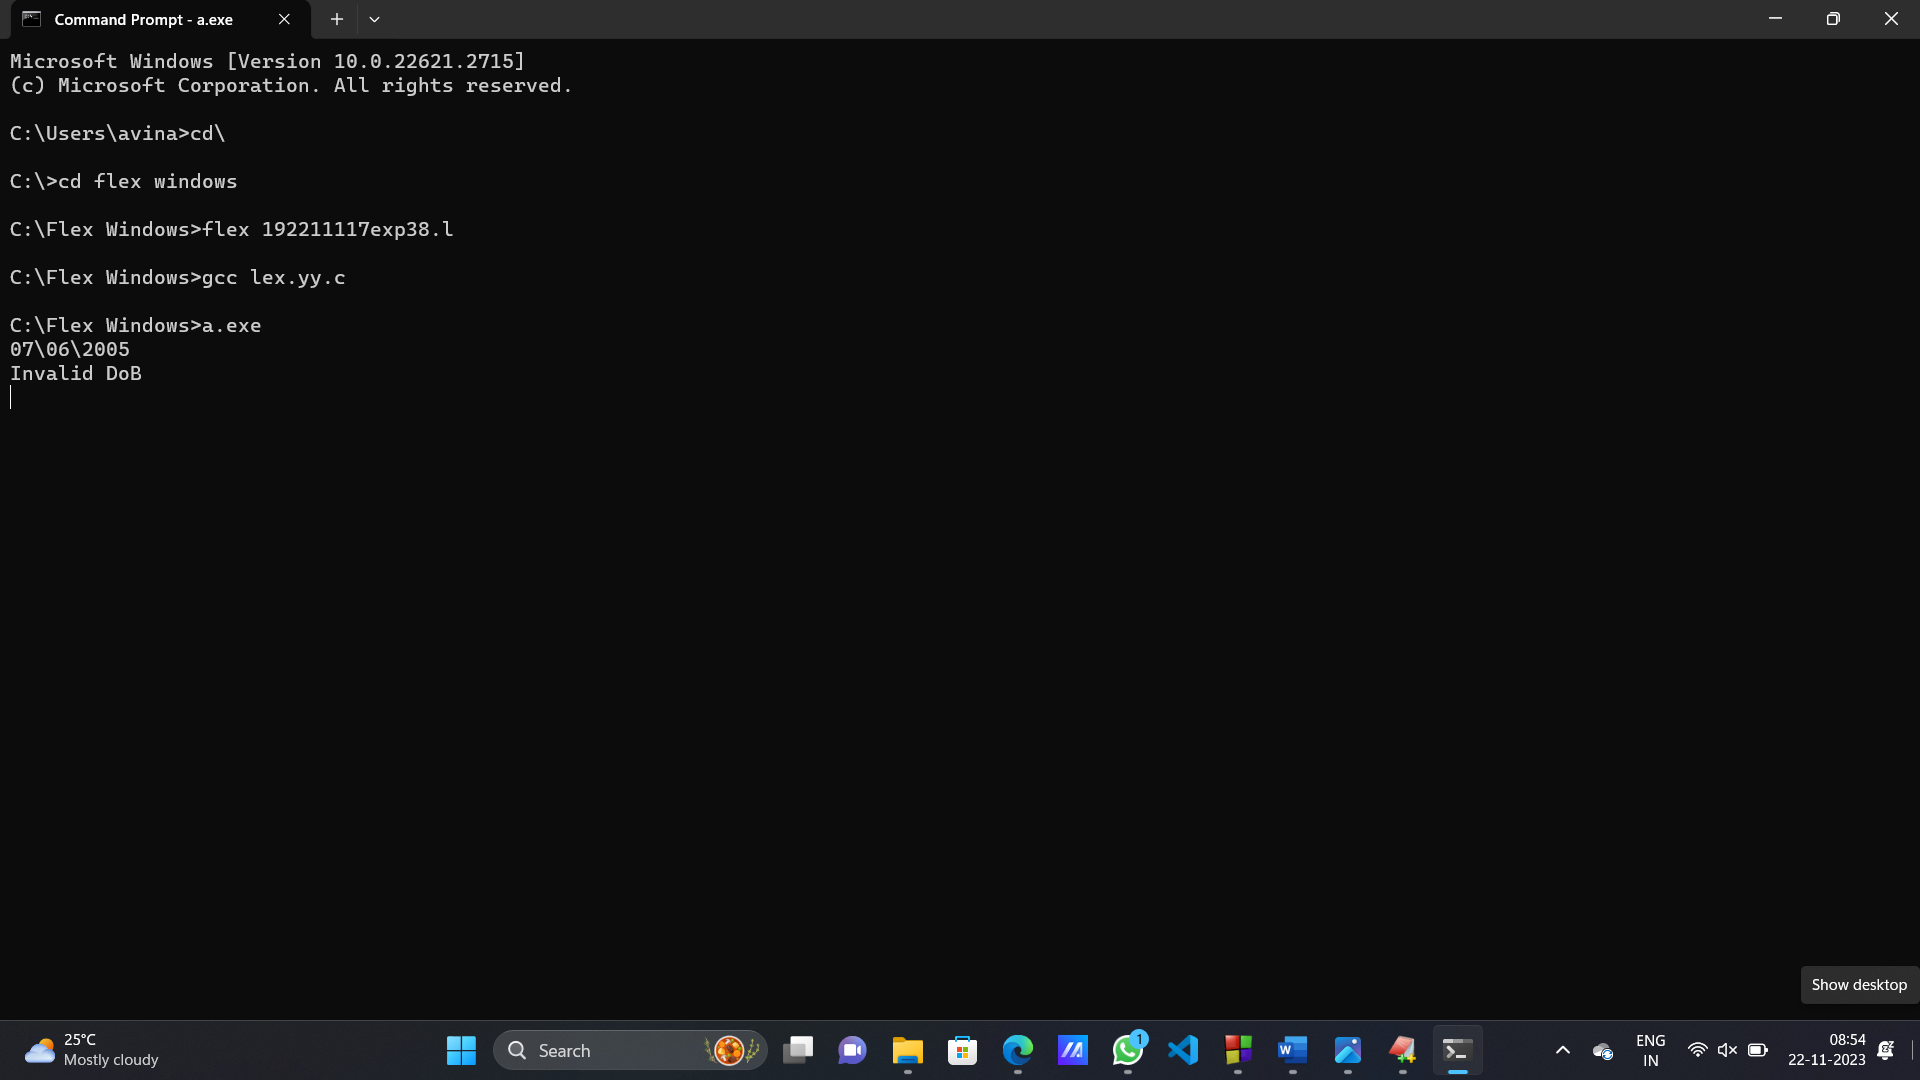 Command Prompt - a.exe
Microsoft Windows [Version 10.0.22621.2715]
(c) Microsoft Corporation. All rights reserved.
C:\Users\avina>cd\
C:\>cd flex windows
C:\Flex Windows>flex 192211117exp38.l
C:\Flex Windows>gcc lex.yy.c
C:\Flex Windows>a.exe
07\06\2005
Invalid DoB
Show desktop
25°C
Mostly cloudy
Search
1
ENG
IN
08:54
22-11-2023